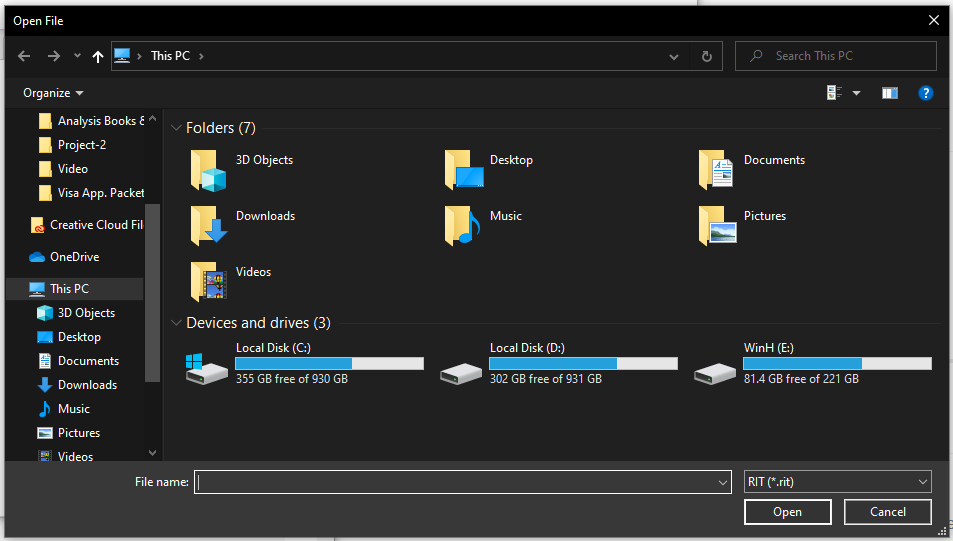 Open File
This PC
Search This PC
Organize
Analysis Books &
Project-2
Video
Visa App. Packet
Creative Cloud Fil
OneDrive
This PC
3D Objects
Desktop
Documents
Downloads
Music
Pictures
Videos
Folders (7)
3D Objects
Desktop
Documents
Downloads
Music
Pictures
Videos
Devices and drives (3)
Local Disk (C:)
355 GB free of 930 GB
Local Disk (D:)
302 GB free of 931 GB
WinH (E:)
81.4 GB free of 221 GB
File name:
RIT (*.rit)
Open
Cancel